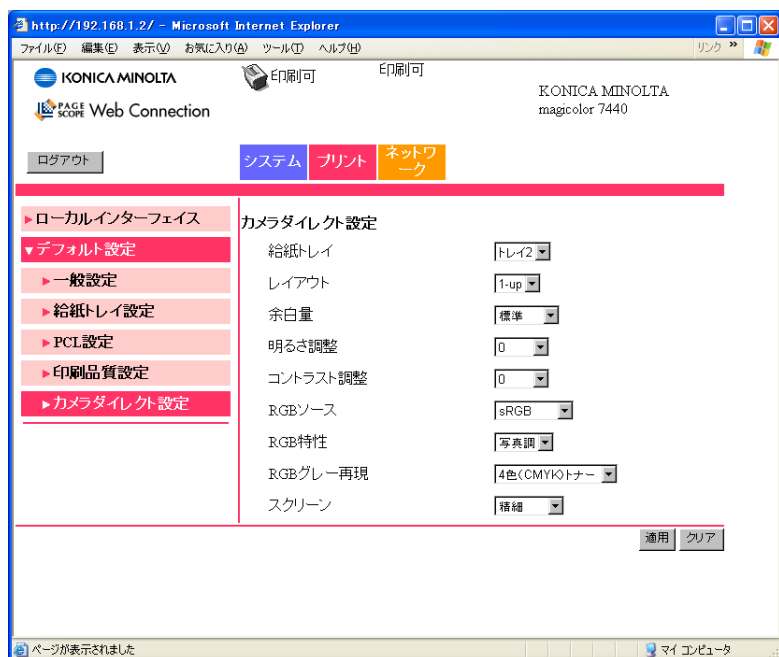 http://192.168.1.2/ - Microsoft Internet Explorer
ファイル(F) 編集(E) 表示(V) お気に入り(A) ツール(T) ヘルプ(H) リンク »
KONICA MINOLTA
印刷可
印刷可
KONICA MINOLTA
magicolor 7440
PAGE SCOPE Web Connection
ログアウト
システム
プリント
ネットワ
ーク
ローカルインターフェイス
デフォルト設定
一般設定
給紙トレイ設定
PCL設定
印刷品質設定
カメラダイレクト設定
カメラダイレクト設定
給紙トレイ トレイ2
レイアウト 1-up
余白量 標準
明るさ調整 0
コントラスト調整 0
RGBソース sRGB
RGB特性 写真調
RGBグレー再現 4色(CMYK)トナー
スクリーン 精細
適用 クリア
ページが表示されました
マイ コンピュータ